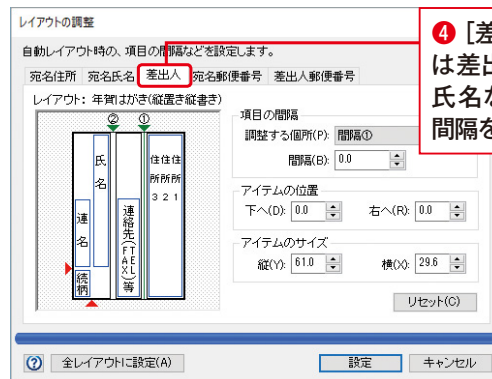 レイアウトの調整
自動レイアウト時の、項目の間隔などを設定します。
宛名住所 宛名氏名 差出人 宛名郵便番号 差出人郵便番号
❹ [差
は差出
氏名な
間隔を
レイアウト: 年賀はがき(縦置き縦書き)
② ①
氏名
連名
続柄
連絡先(TEL FAX)等
住所1
住所2
住所3
項目の間隔
調整する個所(P): 間隔①
間隔(B): 0.0
アイテムの位置
下へ(D): 0.0 右へ(R): 0.0
アイテムのサイズ
縦(Y): 61.0 横(X): 29.6
リセット(C)
全レイアウトに設定(A) 設定 キャンセル